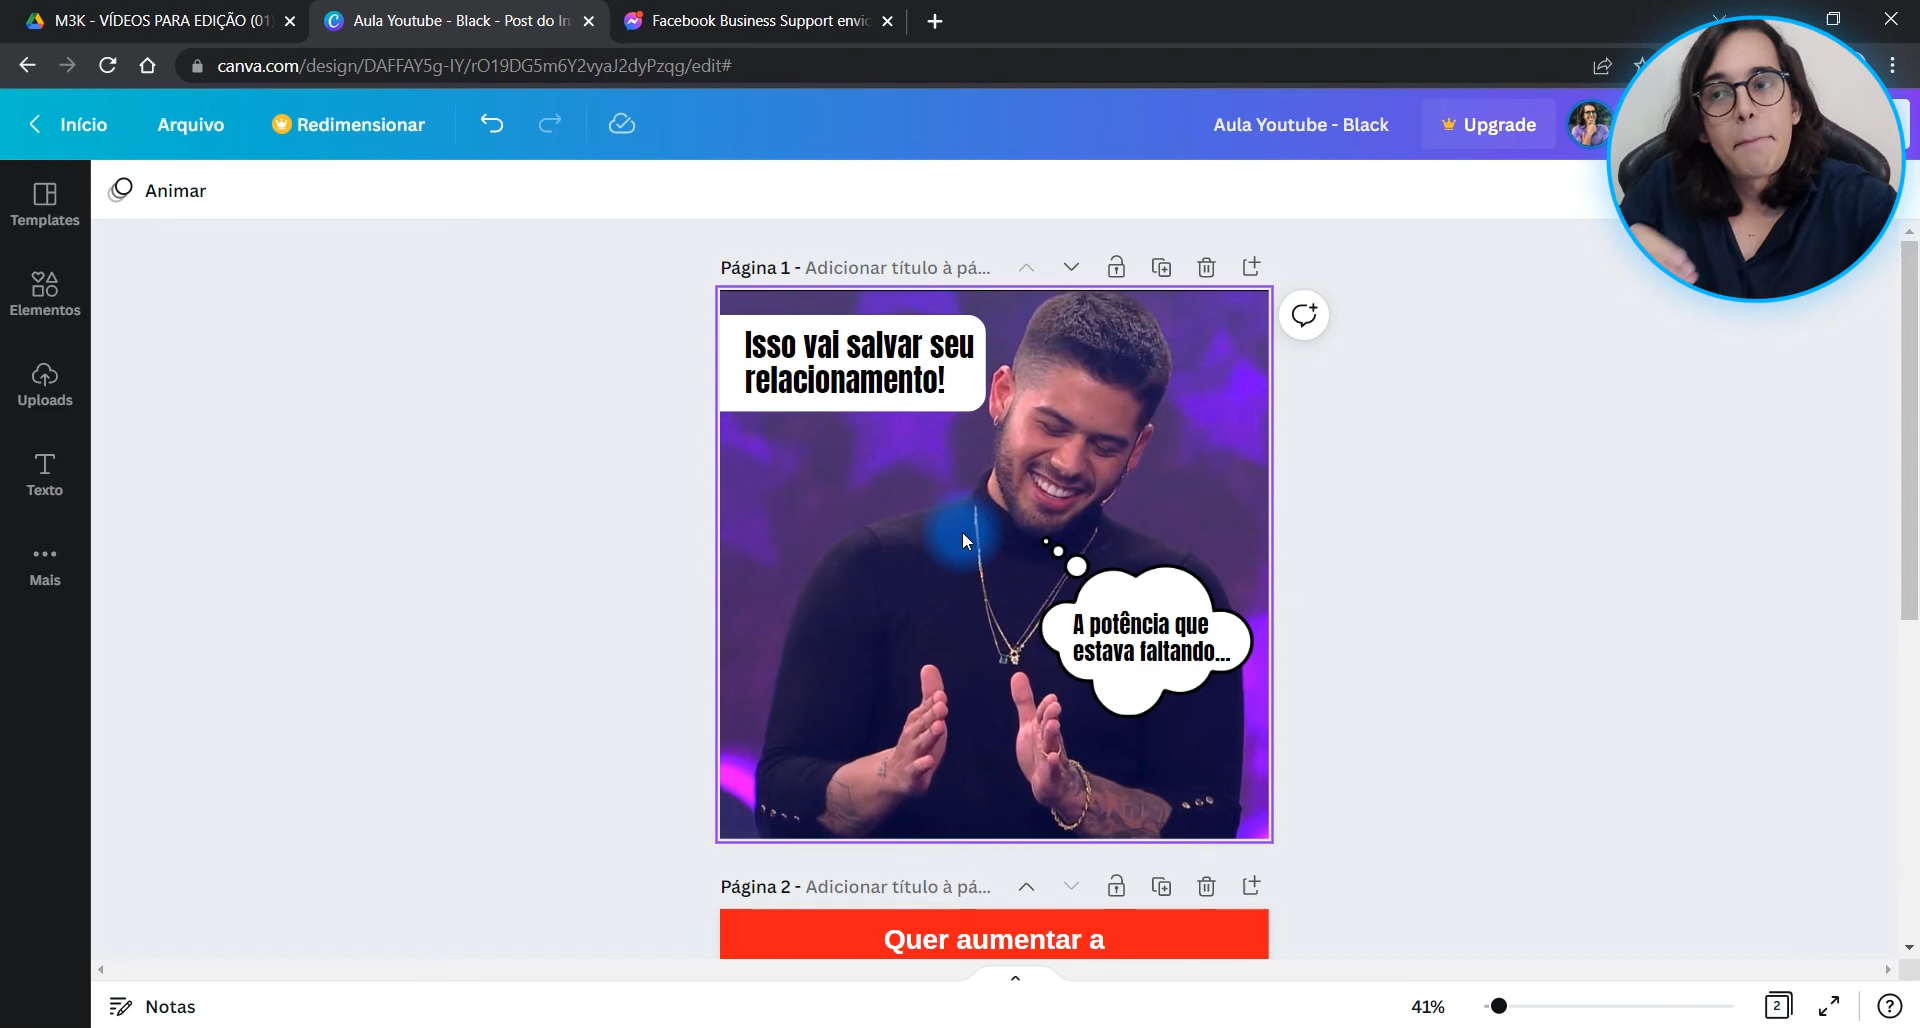 M3K - VÍDEOS PARA EDIÇÃO (01)
Aula Youtube - Black - Post do In
Facebook Business Support envio
canva.com/design/DAFFAY5g-IY/rO19DG5m6Y2vyaJ2dyPzqg/edit#
Início
Arquivo
Redimensionar
Aula Youtube - Black
Upgrade
Templates
Elementos
Uploads
Texto
Mais
Animar
Página 1 - Adicionar título à pá...
Isso vai salvar seu
relacionamento!
A potência que
estava faltando...
Página 2 - Adicionar título à pá...
Quer aumentar a
Notas
41%
2